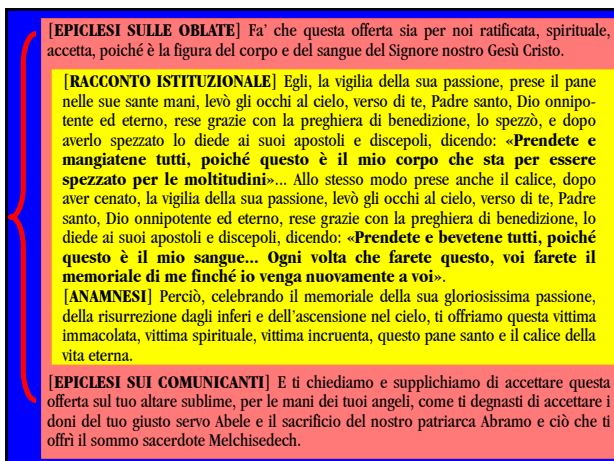 [EPICLESI SULLE OBLATE] Fa' che questa offerta sia per noi ratificata, spirituale,
accetta, poiché è la figura del corpo e del sangue del Signore nostro Gesù Cristo.
[RACCONTO ISTITUZIONALE] Egli, la vigilia della sua passione, prese il pane
nelle sue sante mani, levò gli occhi al cielo, verso di te, Padre santo, Dio onnipo-
tente ed eterno, rese grazie con la preghiera di benedizione, lo spezzò, e dopo
averlo spezzato lo diede ai suoi apostoli e discepoli, dicendo: «Prendete e
mangiatene tutti, poiché questo è il mio corpo che sta per essere
spezzato per le moltitudini»... Allo stesso modo prese anche il calice, dopo
aver cenato, la vigilia della sua passione, levò gli occhi al cielo, verso di te, Padre
santo, Dio onnipotente ed eterno, rese grazie con la preghiera di benedizione, lo
diede ai suoi apostoli e discepoli, dicendo: «Prendete e bevetene tutti, poiché
questo è il mio sangue... Ogni volta che farete questo, voi farete il
memoriale di me finché io venga nuovamente a voi».
[ANAMNESI] Perciò, celebrando il memoriale della sua gloriosissima passione,
della risurrezione dagli inferi e dell'ascensione nel cielo, ti offriamo questa vittima
immacolata, vittima spirituale, vittima incruenta, questo pane santo e il calice della
vita eterna.
[EPICLESI SUI COMUNICANTI] E ti chiediamo e supplichiamo di accettare questa
offerta sul tuo altare sublime, per le mani dei tuoi angeli, come ti degnasti di accettare i
doni del tuo giusto servo Abele e il sacrificio del nostro patriarca Abramo e ciò che ti
offrì il sommo sacerdote Melchisedech.